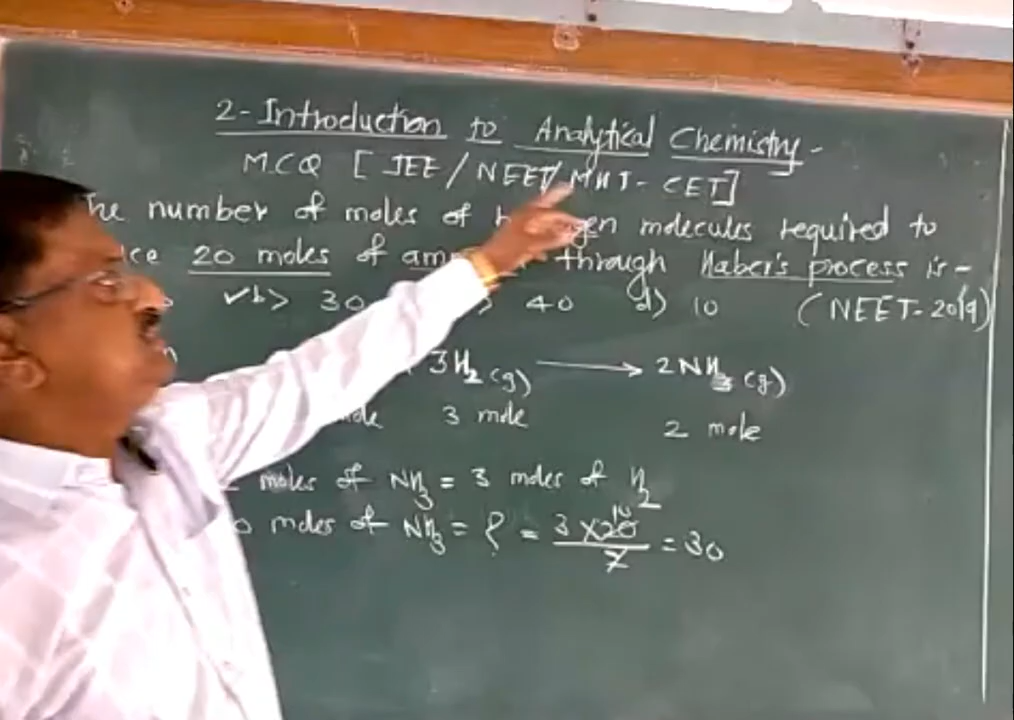 2- Introduction to Analytical Chemistry -
MCQ [ JEE / NEET/ MHT- CET]
The number of moles of molecules required to
20 moles of through Haber's process is -
✓b> 30 40 d) 10 (NEET-2019)
3H₂ (g) ⟶ 2NH₃ (g)
3 mole 2 mole
moles of NH₃ = 3 moles of H₂
moles of NH₃ = ? = 3 × 20 10 / 2 = 30